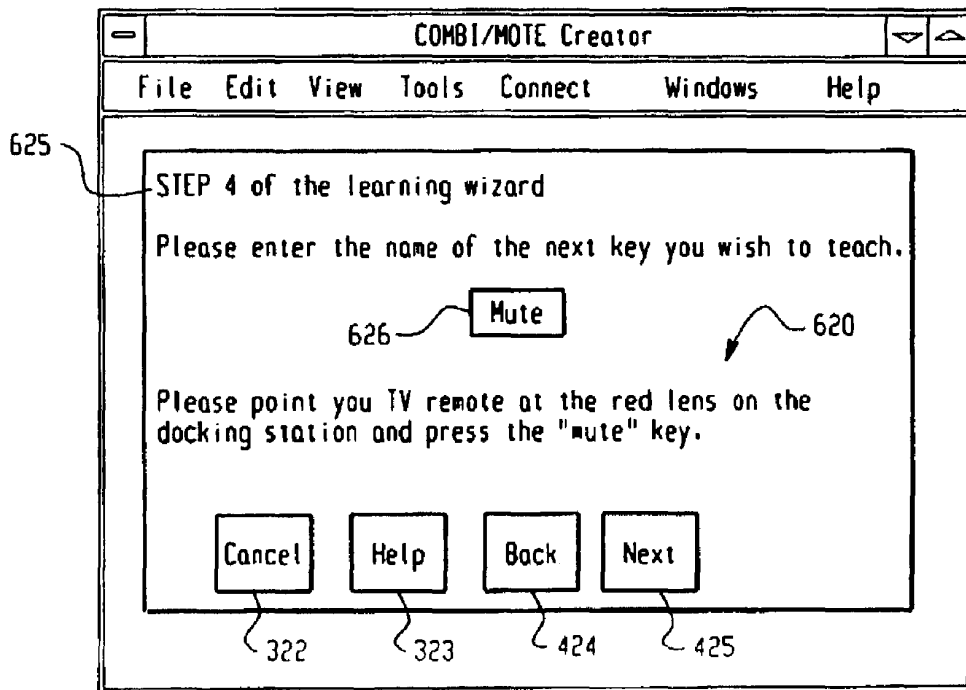 COMBI/MOTE Creator
File Edit View Tools Connect Windows Help
625
STEP 4 of the learning wizard
Please enter the name of the next key you wish to teach.
Mute
626
620
Please point you TV remote at the red lens on the
docking station and press the "mute" key.
Cancel Help Back Next
322 323 424 425